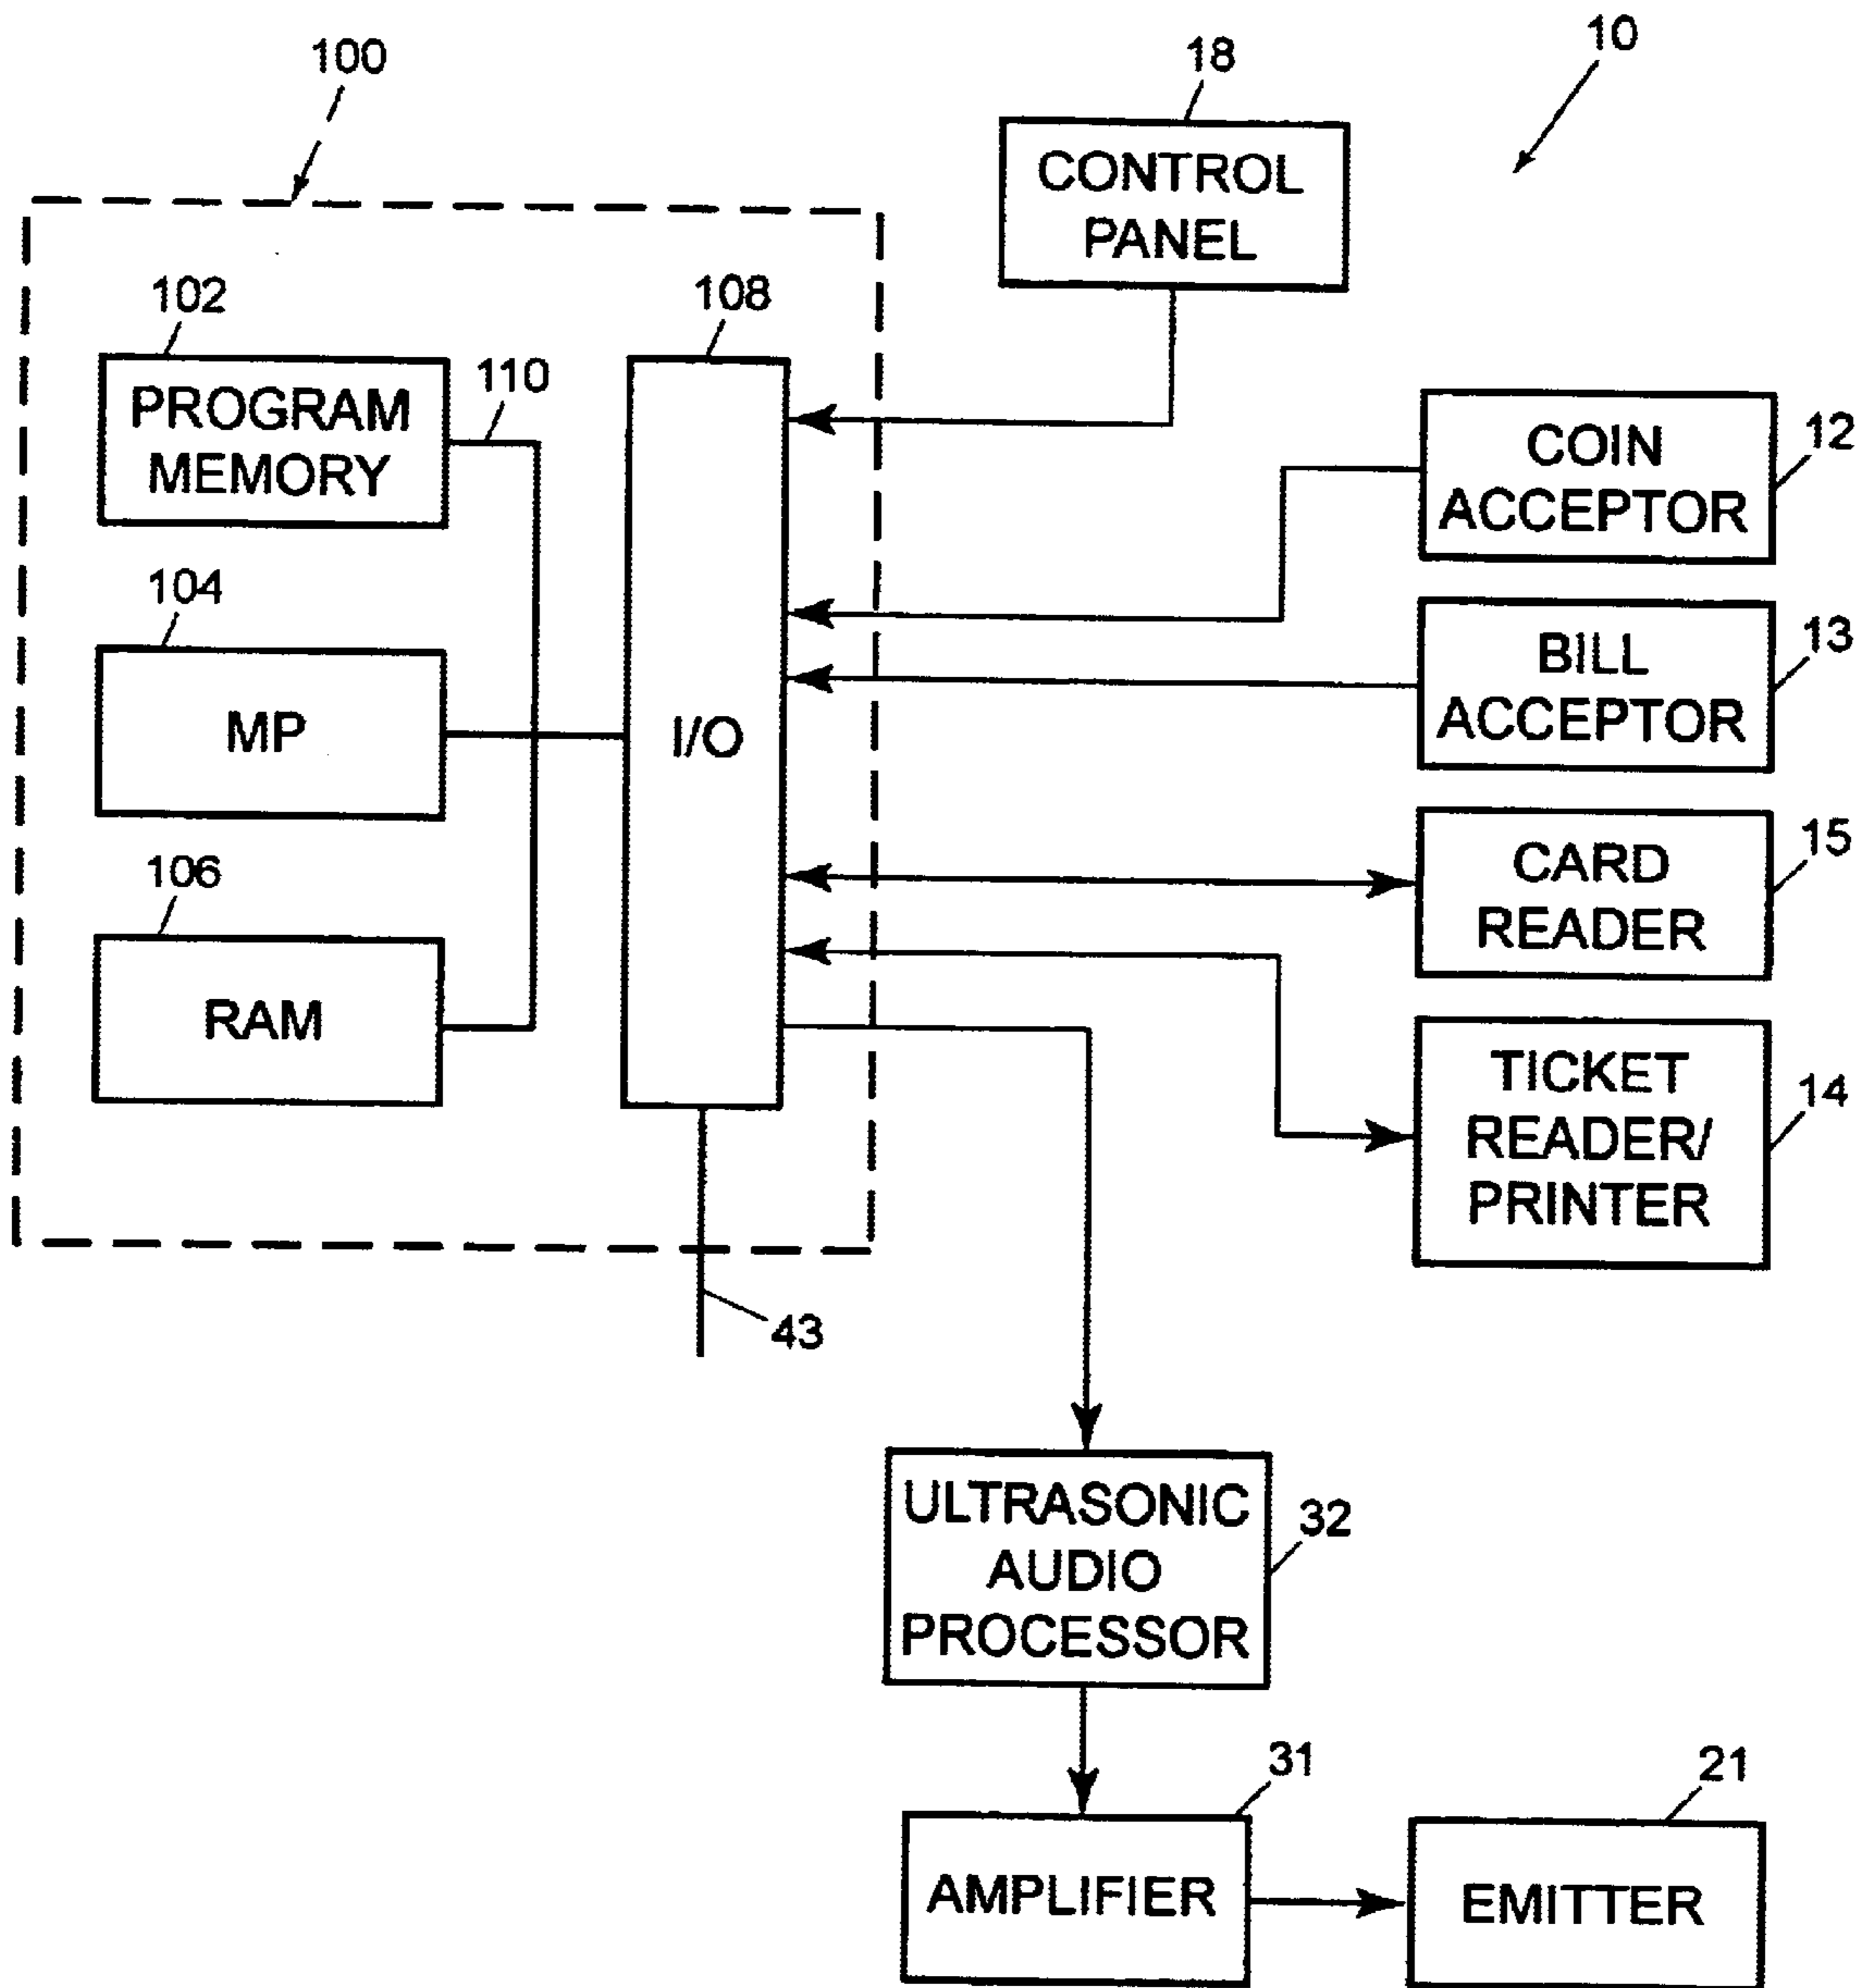 100
18
10
CONTROL
PANEL
102
108
110
PROGRAM
MEMORY
COIN
ACCEPTOR
12
104
MP
I/O
BILL
ACCEPTOR
13
106
RAM
CARD
READER
15
TICKET
READER/
PRINTER
14
43
ULTRASONIC
AUDIO
PROCESSOR
32
31
21
AMPLIFIER
EMITTER